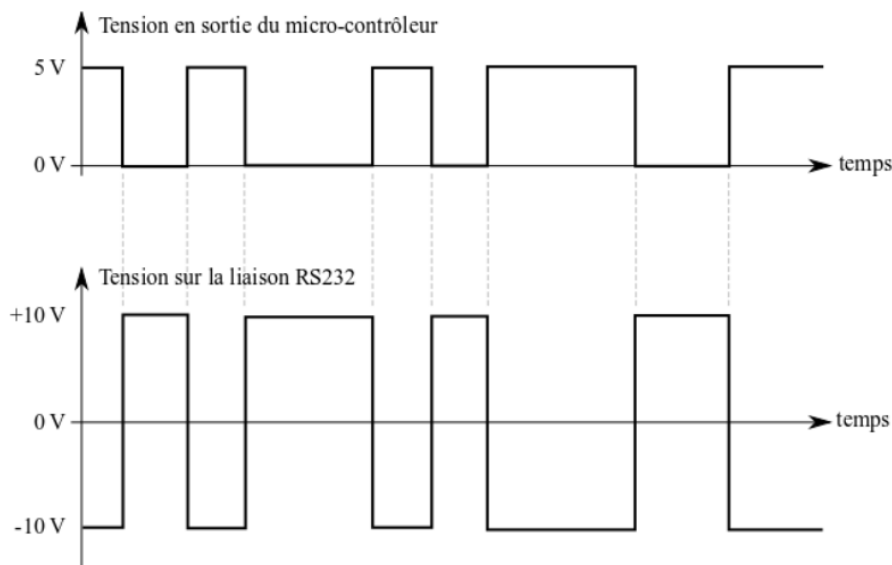 Tension en sortie du micro-contrôleur
5 V
0 V
temps
Tension sur la liaison RS232
+10 V
0 V
temps
-10 V